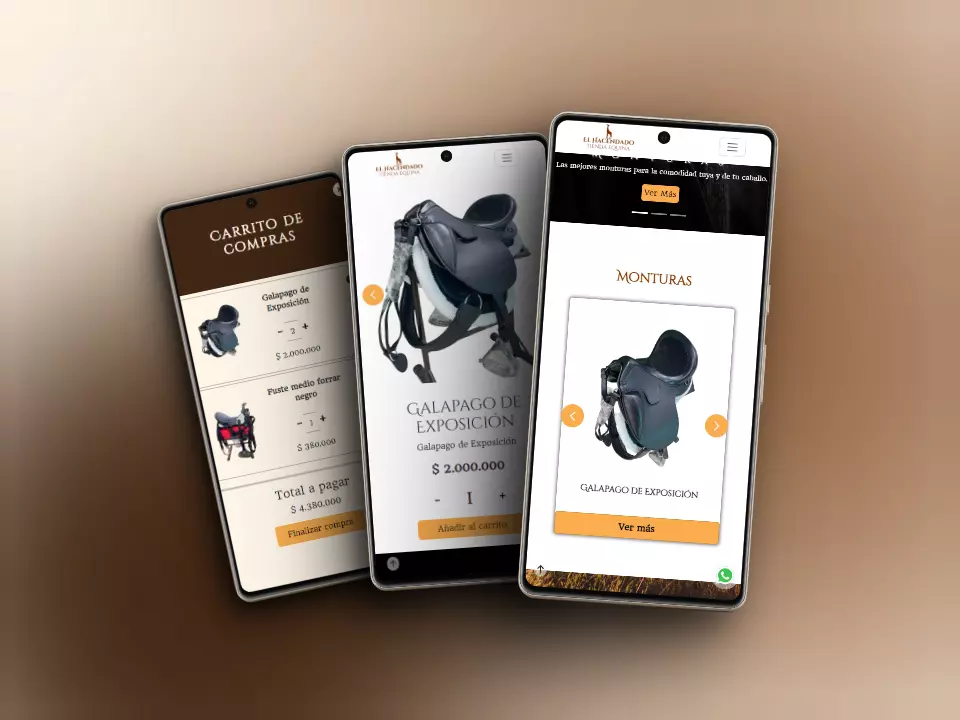 Carrito de
Compras
Galapago de
Exposición
- 2 +
$ 2.000.000
Fuste medio forrar
negro
- 1 +
$ 380.000
Total a pagar
$ 4.380.000
Finalizar compra
El Hacendado
Tienda Equina
Galapago de
Exposición
Galapago de Exposición
$ 2.000.000
- 1 +
Añadir al carrito
El Hacendado
Tienda Equina
Las mejores monturas para la comodidad tuya y de tu caballo.
Ver Más
Monturas
Galapago de Exposición
Ver más